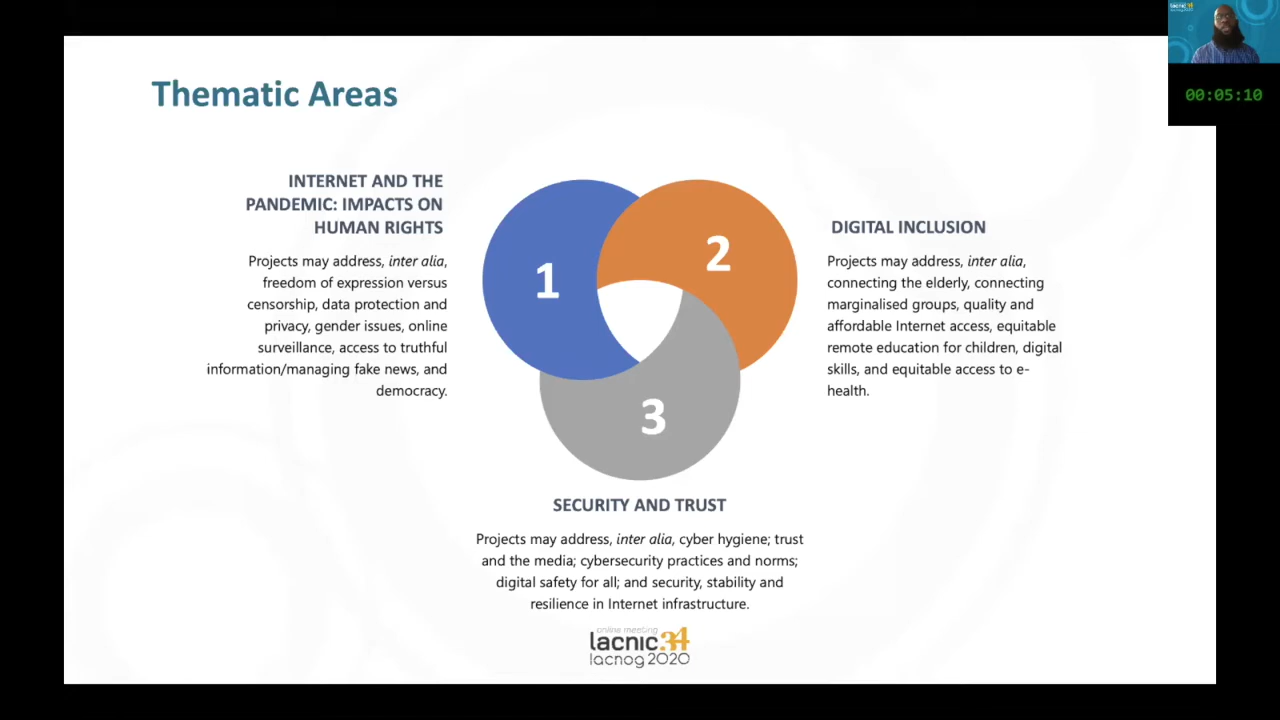 Thematic Areas
INTERNET AND THE
PANDEMIC: IMPACTS ON
HUMAN RIGHTS
Projects may address, inter alia,
freedom of expression versus
censorship, data protection and
privacy, gender issues, online
surveillance, access to truthful
information/managing fake news, and
democracy.
1
2
3
DIGITAL INCLUSION
Projects may address, inter alia,
connecting the elderly, connecting
marginalised groups, quality and
affordable Internet access, equitable
remote education for children, digital
skills, and equitable access to e-
health.
SECURITY AND TRUST
Projects may address, inter alia, cyber hygiene; trust
and the media; cybersecurity practices and norms;
digital safety for all; and security, stability and
resilience in Internet infrastructure.
online meeting
lacnic34
lacnog2020
lacnic34
lacnog2020
00:05:10